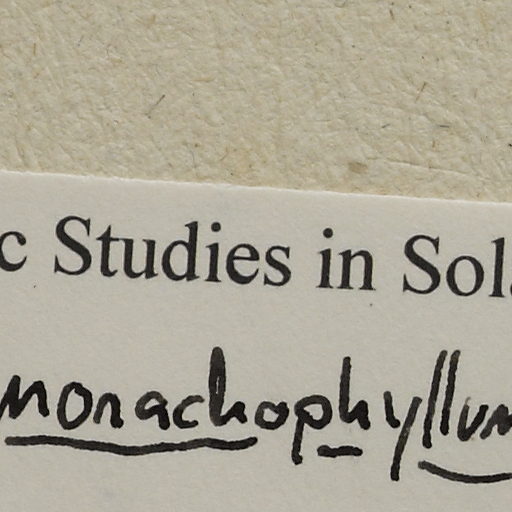 c Studies in Sol
monachophyllum